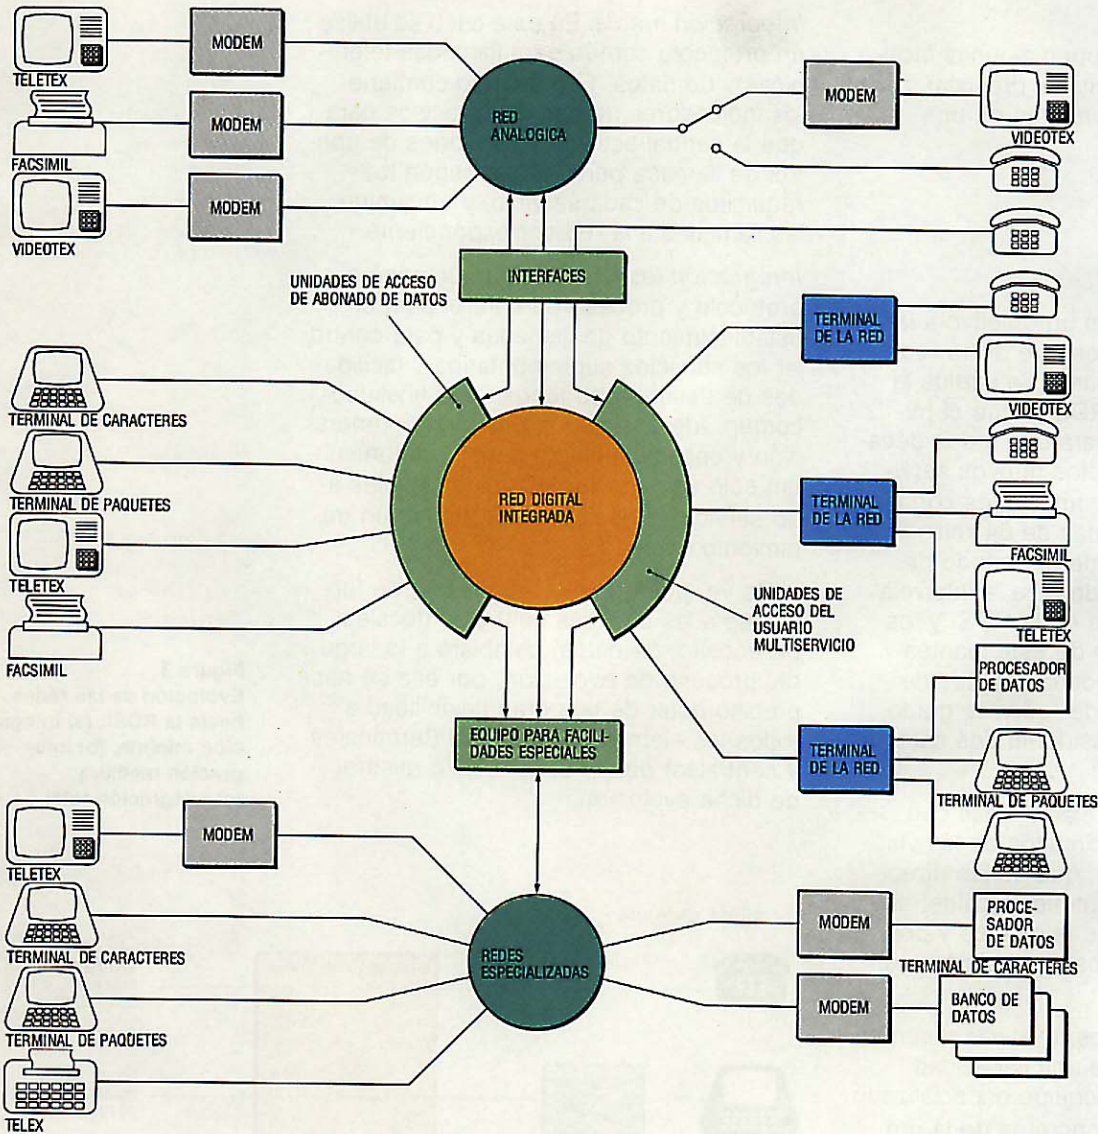 TELETEX
MODEM
FACSIMIL
MODEM
VIDEOTEX
MODEM
RED
ANALOGICA
MODEM
VIDEOTEX
INTERFACES
UNIDADES DE ACCESO
DE ABONADO DE DATOS
TERMINAL
DE LA RED
VIDEOTEX
TERMINAL DE CARACTERES
TERMINAL DE PAQUETES
TELETEX
FACSIMIL
RED DIGITAL
INTEGRADA
TERMINAL
DE LA RED
FACSIMIL
TELETEX
UNIDADES DE
ACCESO DEL
USUARIO
MULTISERVICIO
PROCESADOR
DE DATOS
EQUIPO PARA FACILI-
DADES ESPECIALES
TERMINAL
DE LA RED
TERMINAL DE PAQUETES
TELETEX
MODEM
TERMINAL DE CARACTERES
TERMINAL DE PAQUETES
TELEX
REDES
ESPECIALIZADAS
MODEM
PROCE-
SADOR
DE DATOS
TERMINAL DE CARACTERES
MODEM
BANCO DE
DATOS
Figura 3